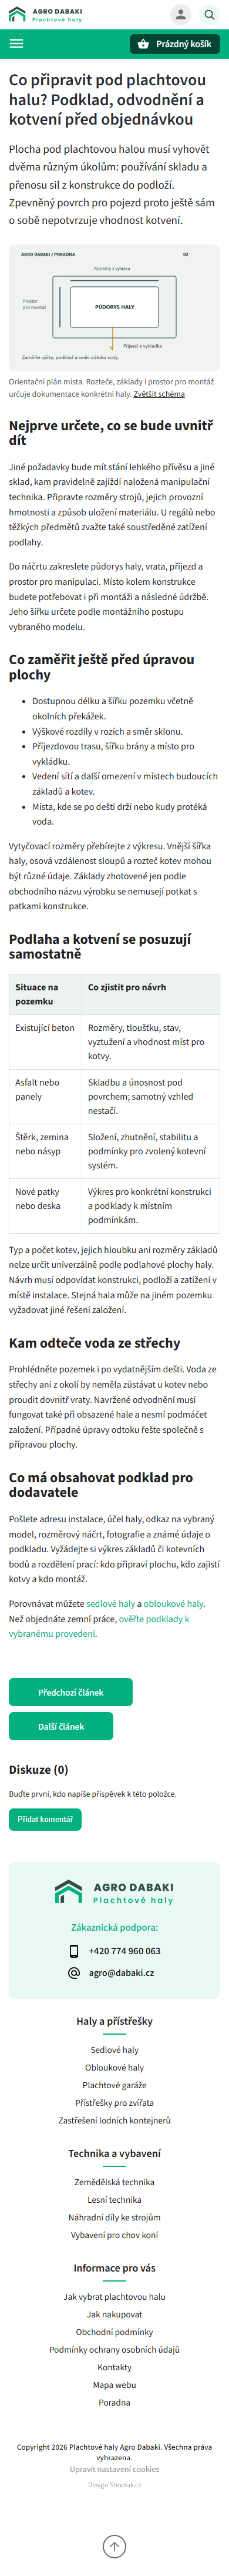 AGRO DABAKI
Plachtové haly
Prázdný košík
Co připravit pod plachtovou
halu? Podklad, odvodnění a
kotvení před objednávkou
Plocha pod plachtovou halou musí vyhovět
dvěma různým úkolům: používání skladu a
přenosu sil z konstrukce do podloží.
Zpevněný povrch pro pojezd proto ještě sám
o sobě nepotvrzuje vhodnost kotvení.
AGRO DABAKI / PORADNA
02
Rozměry z výkresu
Prostor
pro montáž
PŮDORYS HALY
Příjezd a vykládka
Zaměřte výšky, podklad a směr odtoku vody.
Orientační plán místa. Rozteče, základy i prostor pro montáž
určuje dokumentace konkrétní haly. Zvětšit schéma
Nejprve určete, co se bude uvnitř
dít
Jiné požadavky bude mít stání lehkého přívěsu a jiné
sklad, kam pravidelně zajíždí naložená manipulační
technika. Připravte rozměry strojů, jejich provozní
hmotnosti a způsob uložení materiálu. U regálů nebo
těžkých předmětů zvažte také soustředěné zatížení
podlahy.
Do náčrtu zakreslete půdorys haly, vrata, příjezd a
prostor pro manipulaci. Místo kolem konstrukce
budete potřebovat i při montáži a následné údržbě.
Jeho šířku určete podle montážního postupu
vybraného modelu.
Co zaměřit ještě před úpravou
plochy
• Dostupnou délku a šířku pozemku včetně
okolních překážek.
• Výškové rozdíly v rozích a směr sklonu.
• Příjezdovou trasu, šířku brány a místo pro
vykládku.
• Vedení sítí a další omezení v místech budoucích
základů a kotev.
• Místa, kde se po dešti drží nebo kudy protéká
voda.
Vytyčovací rozměry přebírejte z výkresu. Vnější šířka
haly, osová vzdálenost sloupů a rozteč kotev mohou
být různé údaje. Základy zhotovené jen podle
obchodního názvu výrobku se nemusejí potkat s
patkami konstrukce.
Podlaha a kotvení se posuzují
samostatně
Situace na
pozemku
Co zjistit pro návrh
Existující beton
Rozměry, tloušťku, stav,
vyztužení a vhodnost míst pro
kotvy.
Asfalt nebo
panely
Skladbu a únosnost pod
povrchem; samotný vzhled
nestačí.
Štěrk, zemina
nebo násyp
Složení, zhutnění, stabilitu a
podmínky pro zvolený kotevní
systém.
Nové patky
nebo deska
Výkres pro konkrétní konstrukci
a podklady k místním
podmínkám.
Typ a počet kotev, jejich hloubku ani rozměry základů
nelze určit univerzálně podle podlahové plochy haly.
Návrh musí odpovídat konstrukci, podloží a zatížení v
místě instalace. Stejná hala může na jiném pozemku
vyžadovat jiné řešení založení.
Kam odteče voda ze střechy
Prohlédněte pozemek i po vydatnějším dešti. Voda ze
střechy ani z okolí by neměla zůstávat u kotev nebo
proudit dovnitř vraty. Navržené odvodnění musí
fungovat také při obsazené hale a nesmí podmáčet
založení. Případné úpravy odtoku řešte společně s
přípravou plochy.
Co má obsahovat podklad pro
dodavatele
Pošlete adresu instalace, účel haly, odkaz na vybraný
model, rozměrový náčrt, fotografie a známé údaje o
podkladu. Vyžádejte si výkres základů či kotevních
bodů a rozdělení prací: kdo připraví plochu, kdo zajistí
kotvy a kdo montáž.
Porovnávat můžete sedlové haly a obloukové haly.
Než objednáte zemní práce, ověřte podklady k
vybranému provedení.
Předchozí článek
Další článek
Diskuze (0)
Buďte první, kdo napíše příspěvek k této položce.
Přidat komentář
AGRO DABAKI
Plachtové haly
Zákaznická podpora:
+420 774 960 063
agro@dabaki.cz
Haly a přístřešky
Sedlové haly
Obloukové haly
Plachtové garáže
Přístřešky pro zvířata
Zastřešení lodních kontejnerů
Technika a vybavení
Zemědělská technika
Lesní technika
Náhradní díly ke strojům
Vybavení pro chov koní
Informace pro vás
Jak vybrat plachtovou halu
Jak nakupovat
Obchodní podmínky
Podmínky ochrany osobních údajů
Kontakty
Mapa webu
Poradna
Copyright 2026 Plachtové haly Agro Dabaki. Všechna práva
vyhrazena.
Upravit nastavení cookies
Design Shoptak.cz